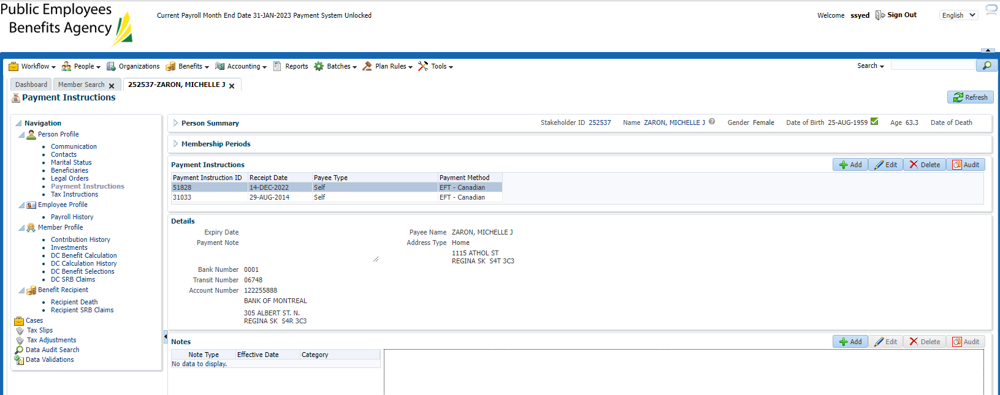 Public Employees
Benefits Agency
Current Payroll Month End Date 31-JAN-2023 Payment System Unlocked
Welcome ssyed Sign Out English
Workflow People Organizations Benefits Accounting Reports Batches Plan Rules Tools Search
Dashboard Member Search 252537-ZARON, MICHELLE J
Payment Instructions Refresh
Navigation
Person Profile
Communication
Contacts
Marital Status
Beneficiaries
Legal Orders
Payment Instructions
Tax Instructions
Employee Profile
Payroll History
Member Profile
Contribution History
Investments
DC Benefit Calculation
DC Calculation History
DC Benefit Selections
DC SRB Claims
Benefit Recipient
Recipient Death
Recipient SRB Claims
Cases
Tax Slips
Tax Adjustments
Data Audit Search
Data Validations
Person Summary Stakeholder ID 252537 Name ZARON, MICHELLE J Gender Female Date of Birth 25-AUG-1959 Age 63.3 Date of Death
Membership Periods
Payment Instructions Add Edit Delete Audit
Payment Instruction ID Receipt Date Payee Type Payment Method
51828 14-DEC-2022 Self EFT - Canadian
31033 29-AUG-2014 Self EFT - Canadian
Details
Expiry Date Payee Name ZARON, MICHELLE J
Payment Note Address Type Home
1115 ATHOL ST
REGINA SK S4T 3C3
Bank Number 0001
Transit Number 06748
Account Number 122255888
BANK OF MONTREAL
305 ALBERT ST. N.
REGINA SK S4R 3C3
Notes Add Edit Delete Audit
Note Type Effective Date Category
No data to display.